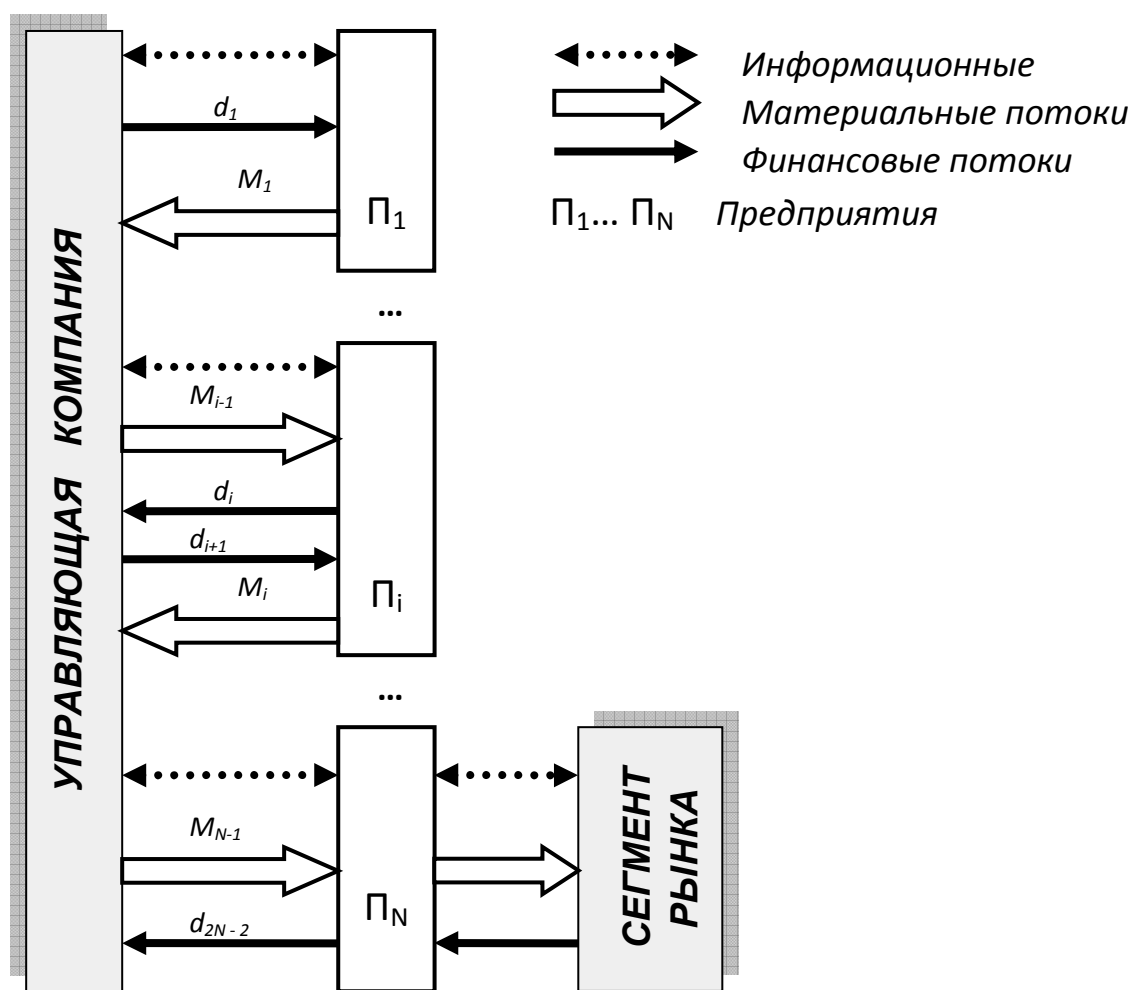 УПРАВЛЯЮЩАЯ КОМПАНИЯ
d1
M1
П1
...
Mi-1
di
di+1
Mi
Пi
...
MN-1
d2N - 2
ПN
СЕГМЕНТ
РЫНКА
Информационные
Материальные потоки
Финансовые потоки
П1... ПN Предприятия